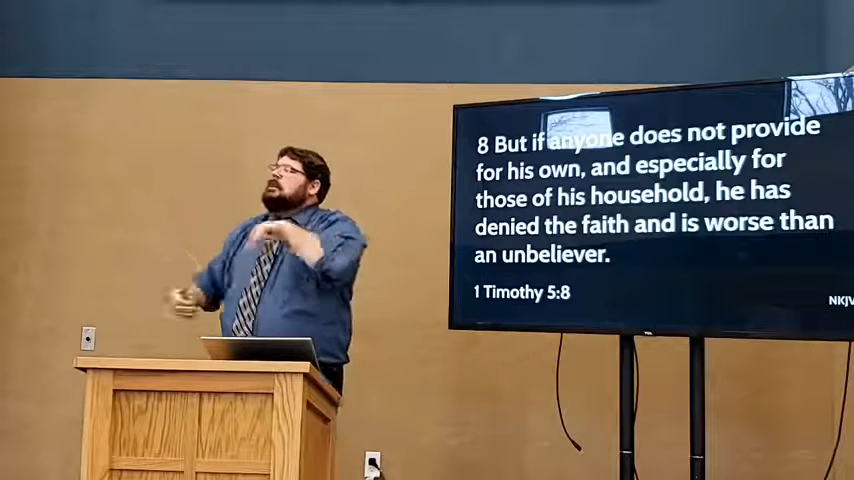 8 But if anyone does not provide
for his own, and especially for
those of his household, he has
denied the faith and is worse than
an unbeliever.
1 Timothy 5:8
NKJV
TCL